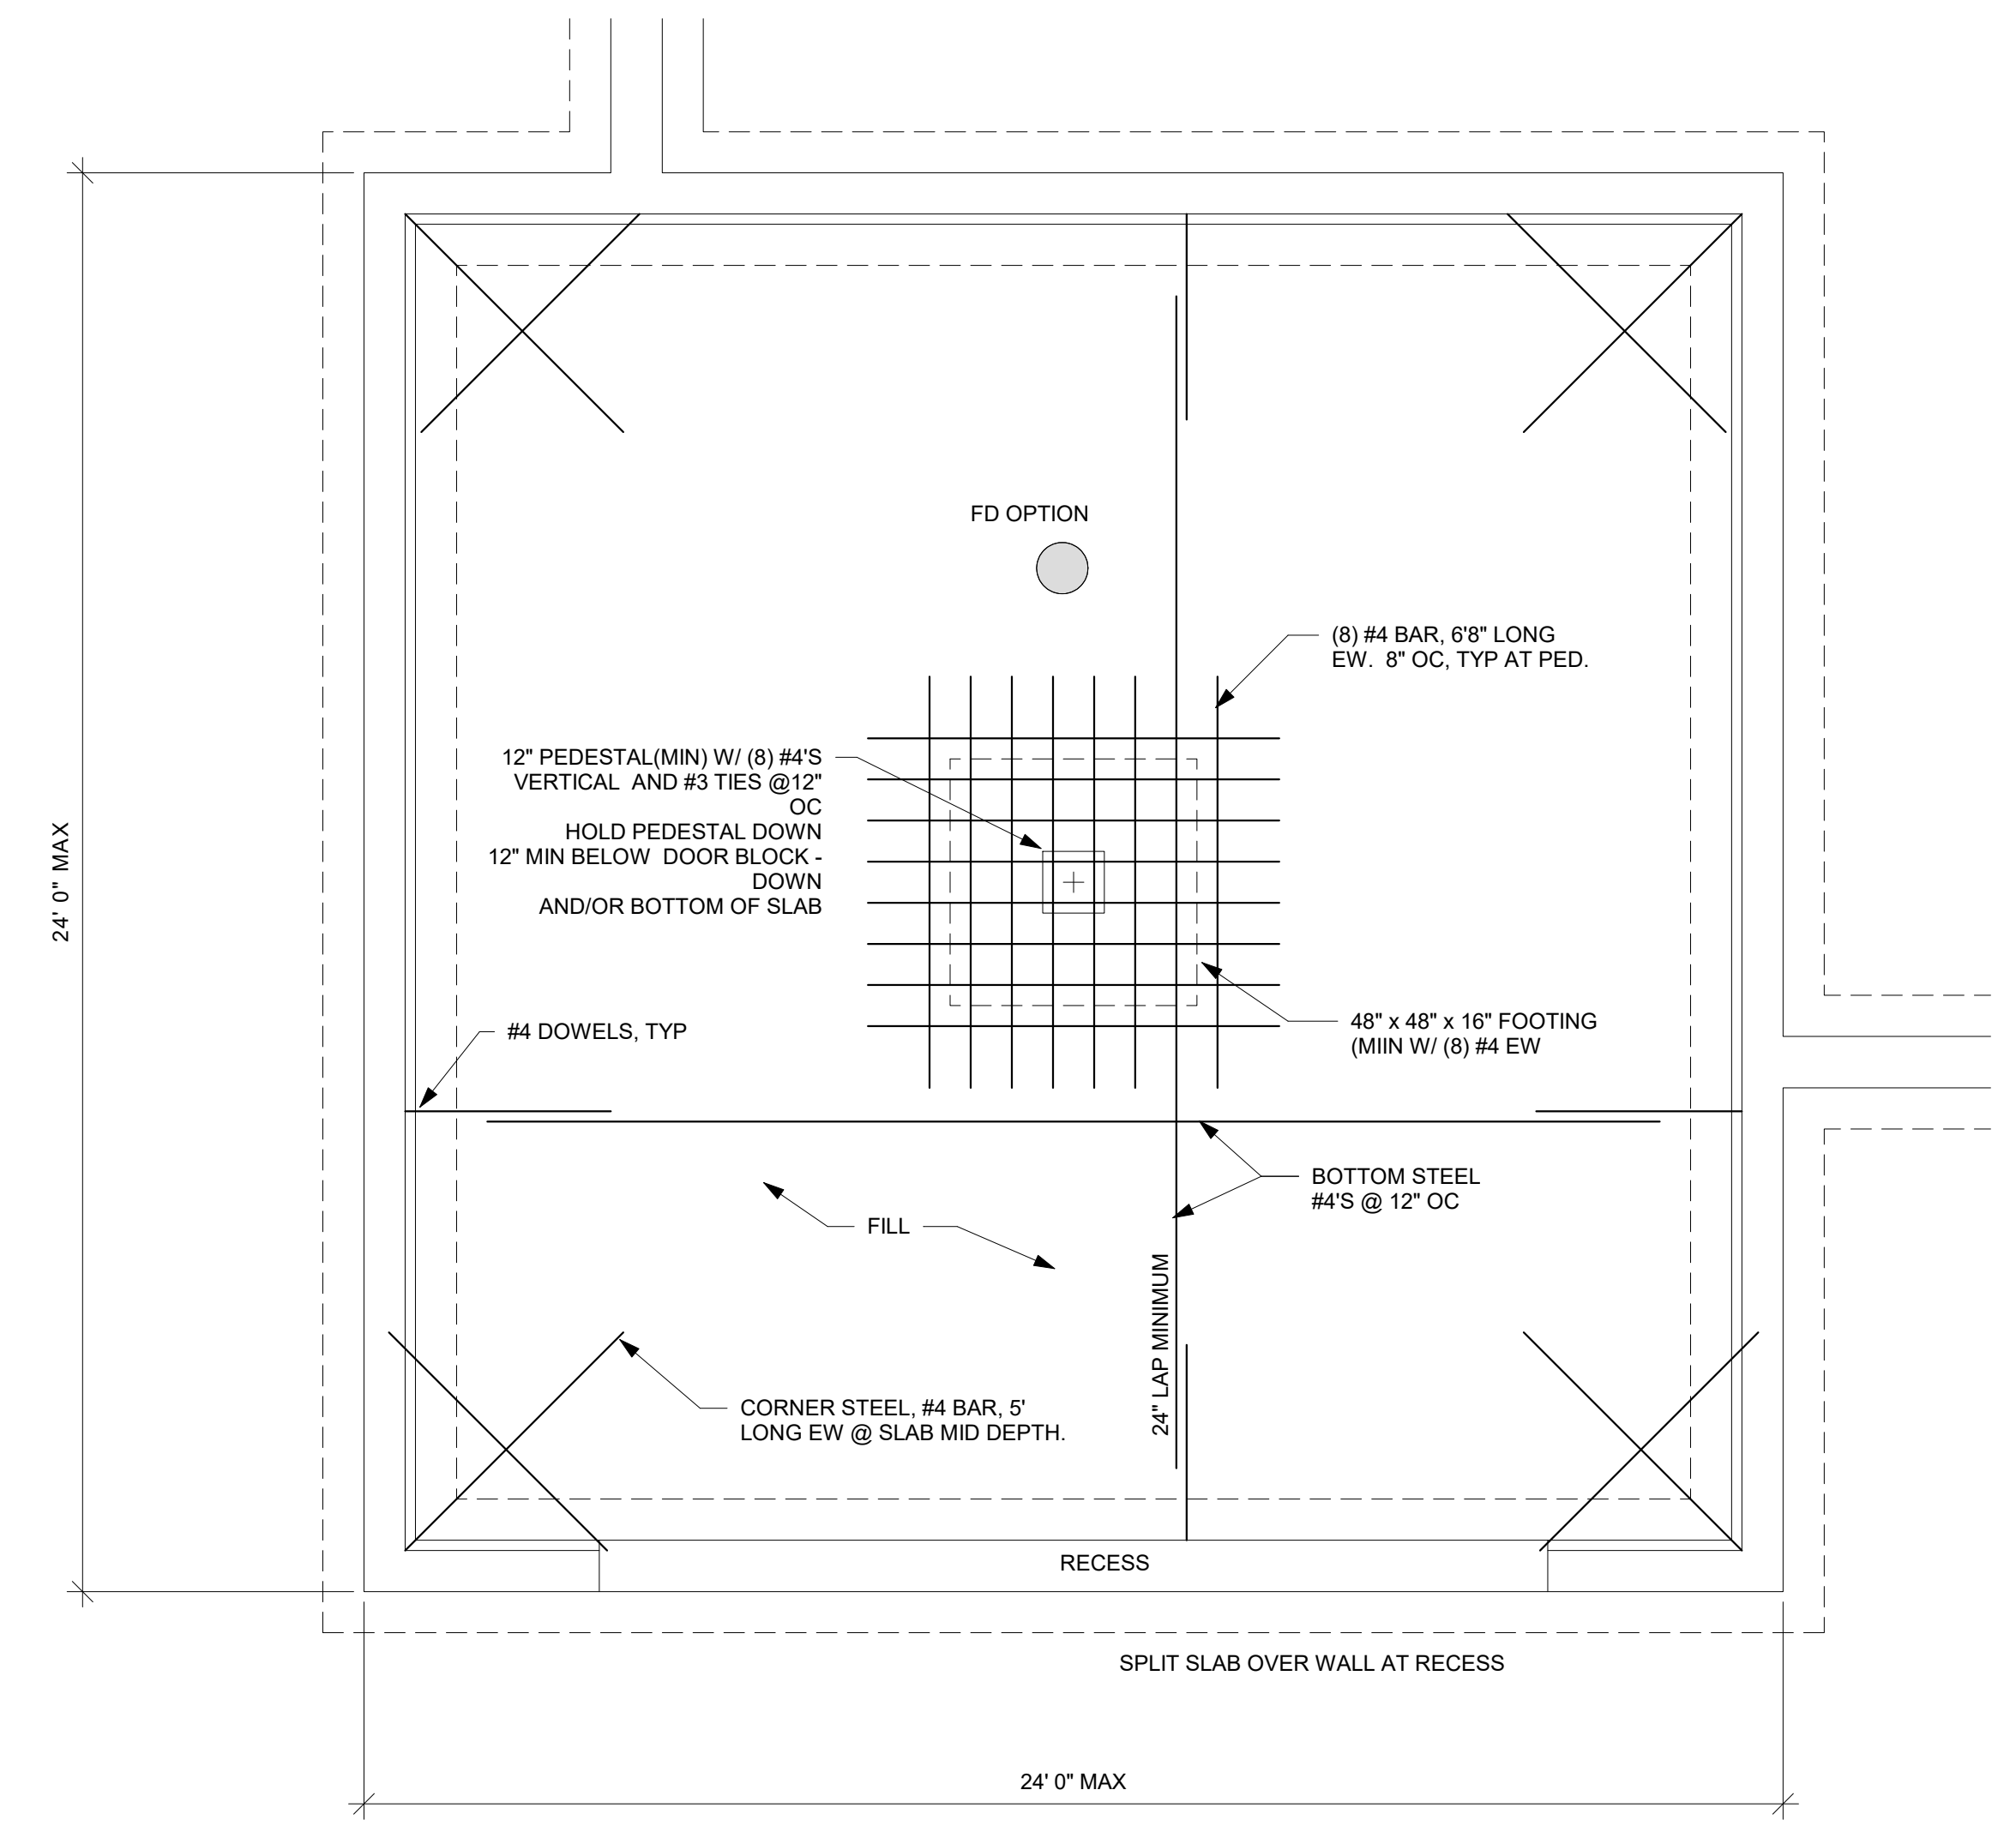 FD OPTION
(8) #4 BAR, 6'8" LONG
EW. 8" OC, TYP AT PED.
12" PEDESTAL(MIN) W/ (8) #4'S
VERTICAL AND #3 TIES @12"
OC
HOLD PEDESTAL DOWN
12" MIN BELOW DOOR BLOCK -
DOWN
AND/OR BOTTOM OF SLAB
24' 0" MAX
#4 DOWELS, TYP
48" x 48" x 16" FOOTING
(MIIN W/ (8) #4 EW
BOTTOM STEEL
#4'S @ 12" OC
FILL
24" LAP MINIMUM
CORNER STEEL, #4 BAR, 5'
LONG EW @ SLAB MID DEPTH.
RECESS
SPLIT SLAB OVER WALL AT RECESS
24' 0" MAX